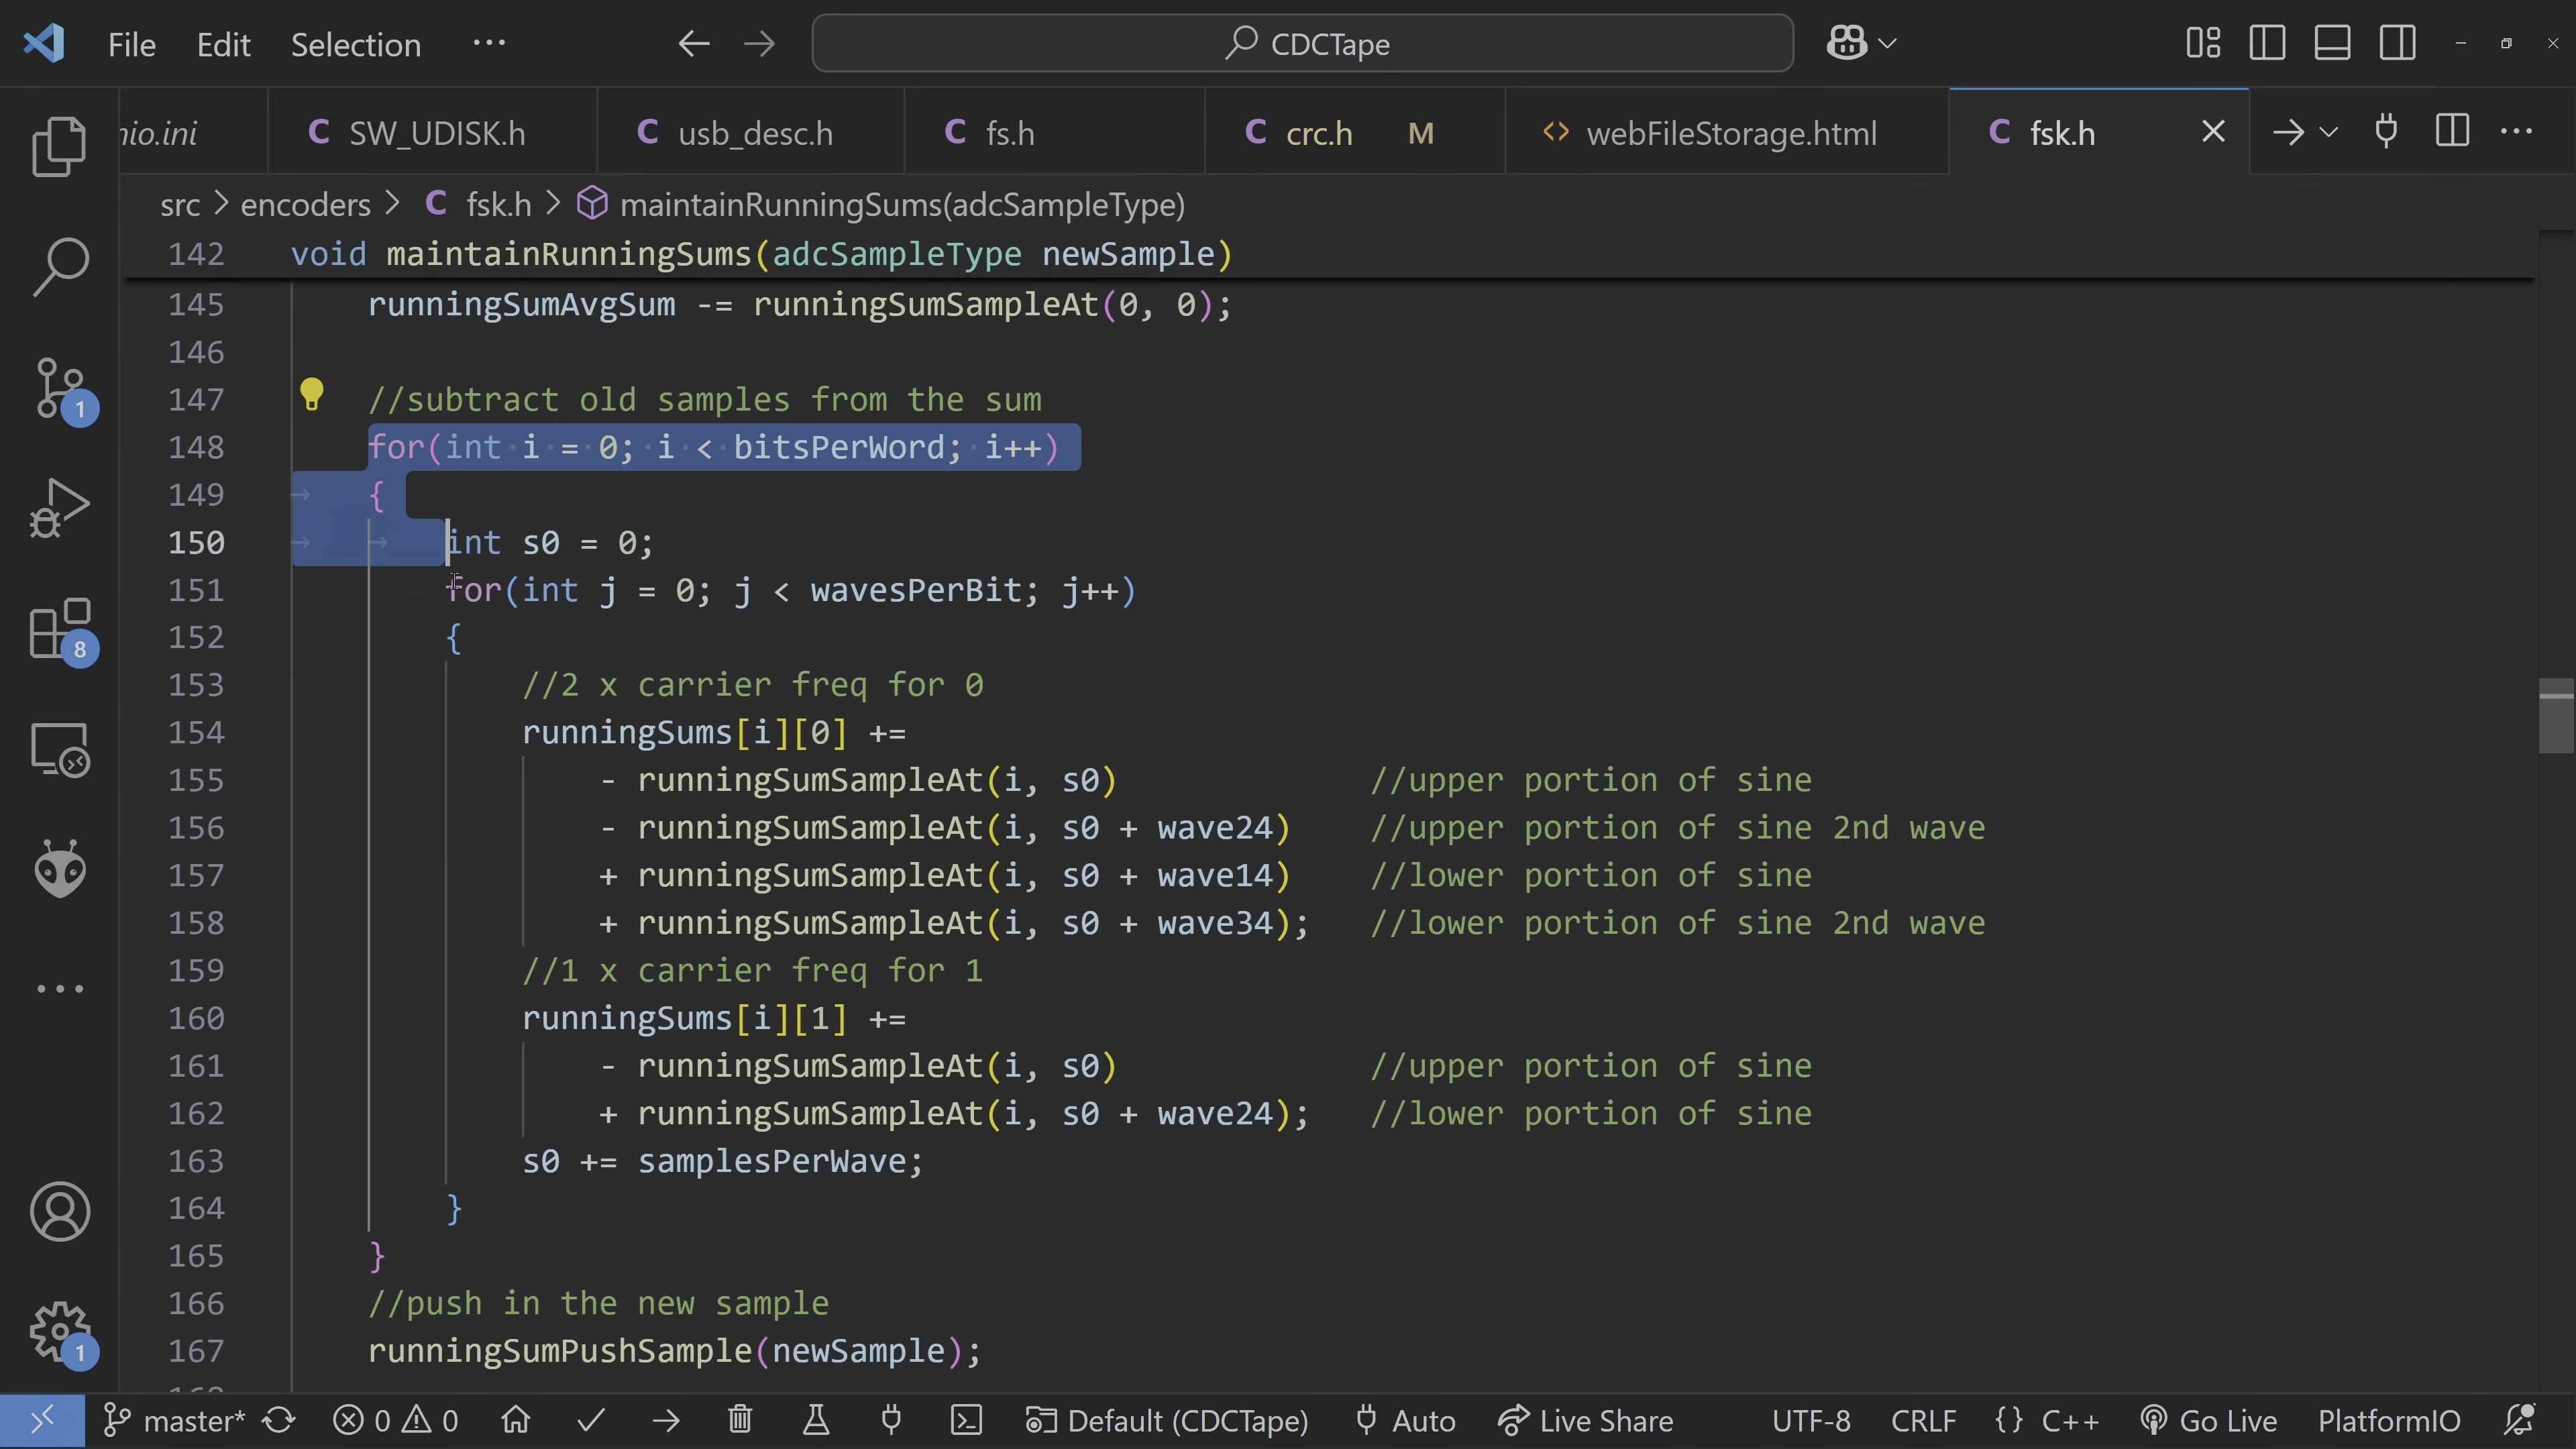 File Edit Selection ··· CDCTape
nio.ini SW_UDISK.h usb_desc.h fs.h crc.h M webFileStorage.html fsk.h
src > encoders > C fsk.h > maintainRunningSums(adcSampleType)
142 void maintainRunningSums(adcSampleType newSample)
145 runningSumAvgSum -= runningSumSampleAt(0, 0);
146
147 //subtract old samples from the sum
148 for(int i = 0; i < bitsPerWord; i++)
149 {
150 int s0 = 0;
151 for(int j = 0; j < wavesPerBit; j++)
152 {
153 //2 x carrier freq for 0
154 runningSums[i][0] +=
155 - runningSumSampleAt(i, s0) //upper portion of sine
156 - runningSumSampleAt(i, s0 + wave24) //upper portion of sine 2nd wave
157 + runningSumSampleAt(i, s0 + wave14) //lower portion of sine
158 + runningSumSampleAt(i, s0 + wave34); //lower portion of sine 2nd wave
159 //1 x carrier freq for 1
160 runningSums[i][1] +=
161 - runningSumSampleAt(i, s0) //upper portion of sine
162 + runningSumSampleAt(i, s0 + wave24); //lower portion of sine
163 s0 += samplesPerWave;
164 }
165 }
166 //push in the new sample
167 runningSumPushSample(newSample);
1
8
1
master* 0 0 Default (CDCTape) Auto Live Share UTF-8 CRLF {} C++ Go Live PlatformIO